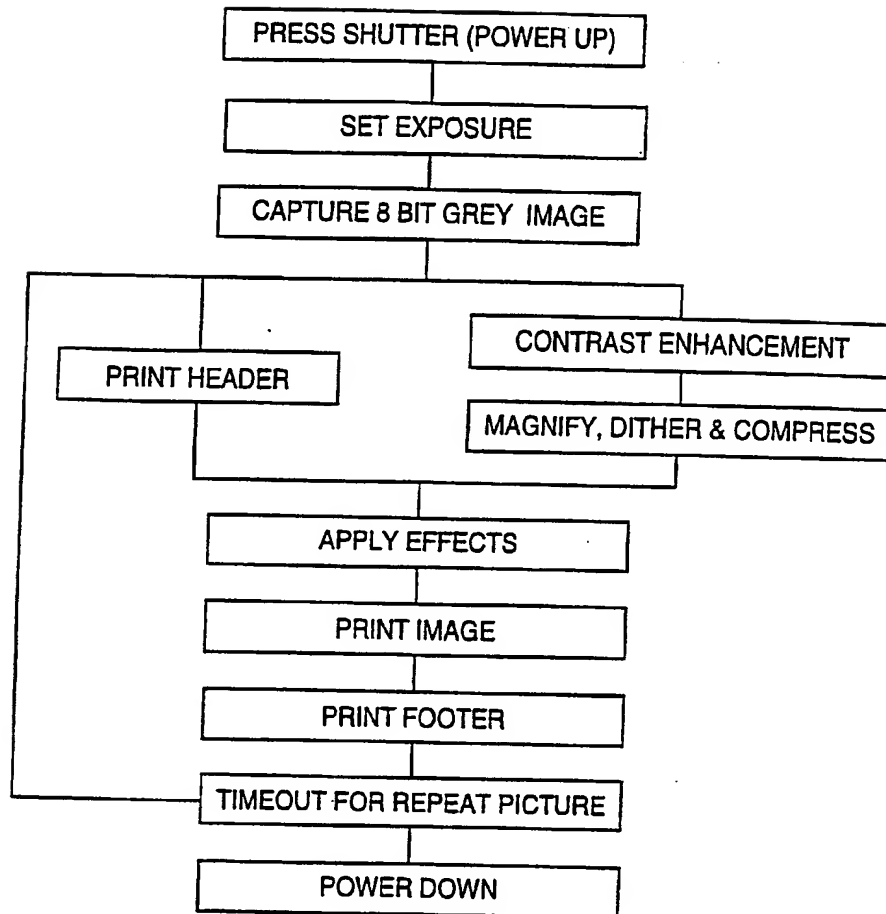 PRESS SHUTTER (POWER UP)
SET EXPOSURE
CAPTURE 8 BIT GREY IMAGE
PRINT HEADER
CONTRAST ENHANCEMENT
MAGNIFY, DITHER & COMPRESS
APPLY EFFECTS
PRINT IMAGE
PRINT FOOTER
TIMEOUT FOR REPEAT PICTURE
POWER DOWN